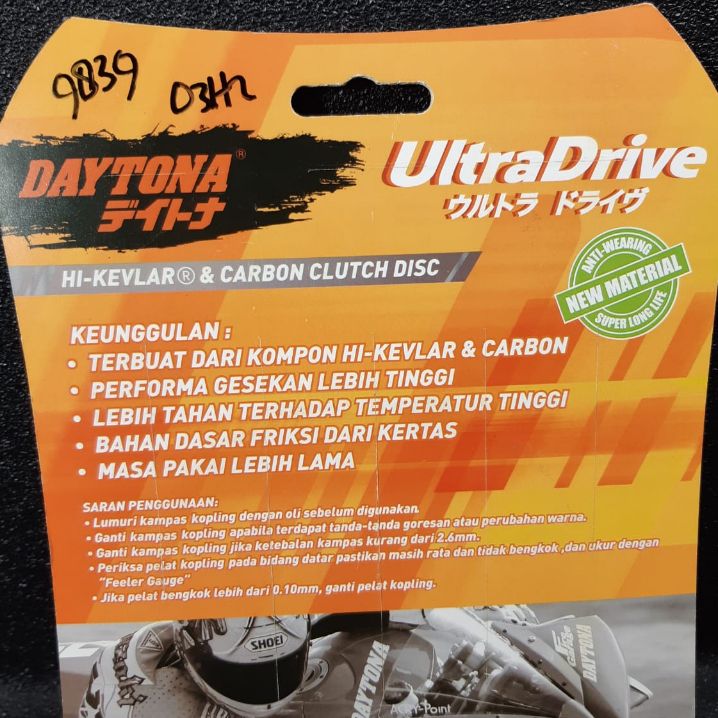 9839 03H2
DAYTONA®
デイトナ
UltraDrive
ウルトラ ドライヴ
HI-KEVLAR® & CARBON CLUTCH DISC
ANTI-WEARING
NEW MATERIAL
SUPER LONG LIFE
KEUNGGULAN :
• TERBUAT DARI KOMPON HI-KEVLAR & CARBON
• PERFORMA GESEKAN LEBIH TINGGI
• LEBIH TAHAN TERHADAP TEMPERATUR TINGGI
• BAHAN DASAR FRIKSI DARI KERTAS
• MASA PAKAI LEBIH LAMA
SARAN PENGGUNAAN:
• Lumuri kampas kopling dengan oli sebelum digunakan.
• Ganti kampas kopling apabila terdapat tanda-tanda goresan atau perubahan warna.
• Ganti kampas kopling jika ketebalan kampas kurang dari 2.6mm.
• Periksa pelat kopling pada bidang datar pastikan masih rata dan tidak bengkok ,dan ukur dengan
"Feeler Gauge"
• Jika pelat bengkok lebih dari 0.10mm, ganti pelat kopling.
SHOEI
DAYTONA
DAYTONA